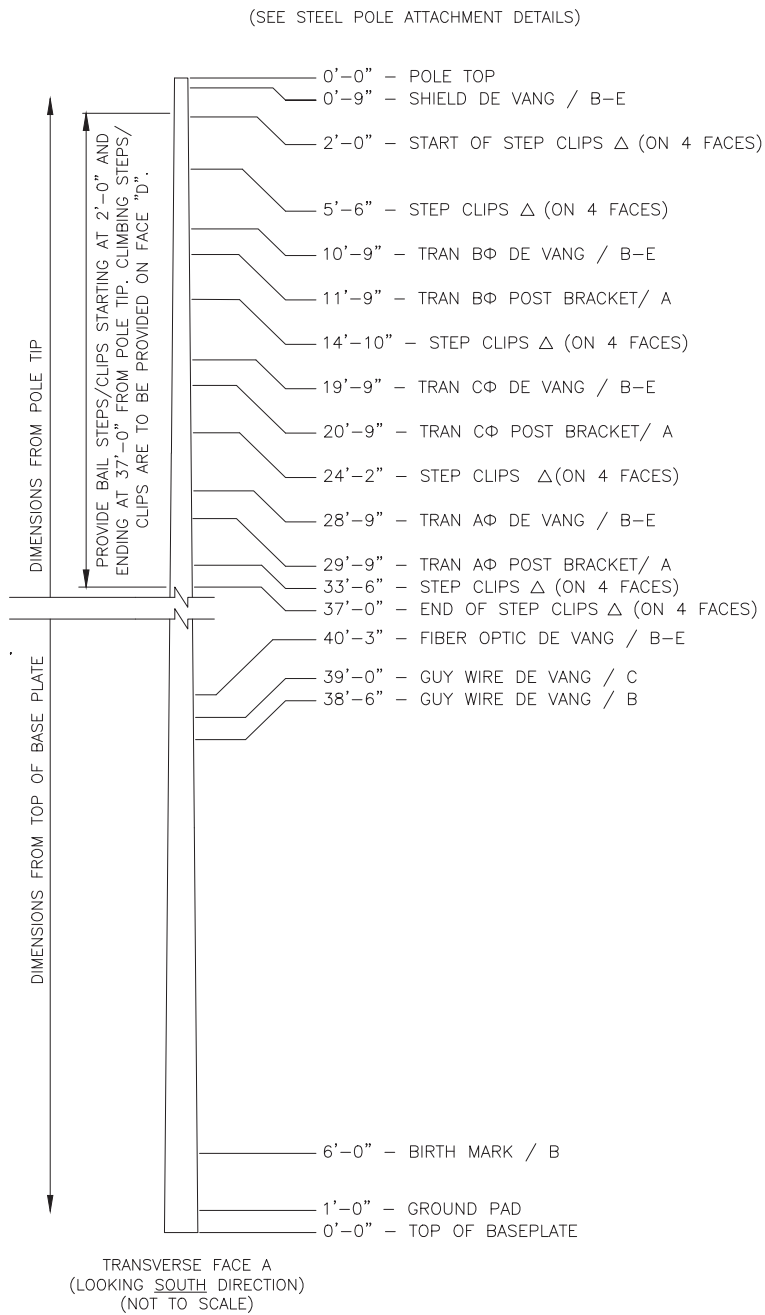 (SEE STEEL POLE ATTACHMENT DETAILS)
0'-0" - POLE TOP
0'-9" - SHIELD DE VANG / B-E
2'-0" - START OF STEP CLIPS △ (ON 4 FACES)
5'-6" - STEP CLIPS △ (ON 4 FACES)
10'-9" - TRAN BΦ DE VANG / B-E
11'-9" - TRAN BΦ POST BRACKET/ A
14'-10" - STEP CLIPS △ (ON 4 FACES)
19'-9" - TRAN CΦ DE VANG / B-E
20'-9" - TRAN CΦ POST BRACKET/ A
24'-2" - STEP CLIPS △(ON 4 FACES)
28'-9" - TRAN AΦ DE VANG / B-E
29'-9" - TRAN AΦ POST BRACKET/ A
33'-6" - STEP CLIPS △ (ON 4 FACES)
37'-0" - END OF STEP CLIPS △ (ON 4 FACES)
40'-3" - FIBER OPTIC DE VANG / B-E
39'-0" - GUY WIRE DE VANG / C
38'-6" - GUY WIRE DE VANG / B
6'-0" - BIRTH MARK / B
1'-0" - GROUND PAD
0'-0" - TOP OF BASEPLATE
DIMENSIONS FROM POLE TIP
PROVIDE BAIL STEPS/CLIPS STARTING AT 2'-0" AND
ENDING AT 37'-0" FROM POLE TIP. CLIMBING STEPS/
CLIPS ARE TO BE PROVIDED ON FACE "D".
DIMENSIONS FROM TOP OF BASE PLATE
TRANSVERSE FACE A
(LOOKING SOUTH DIRECTION)
(NOT TO SCALE)